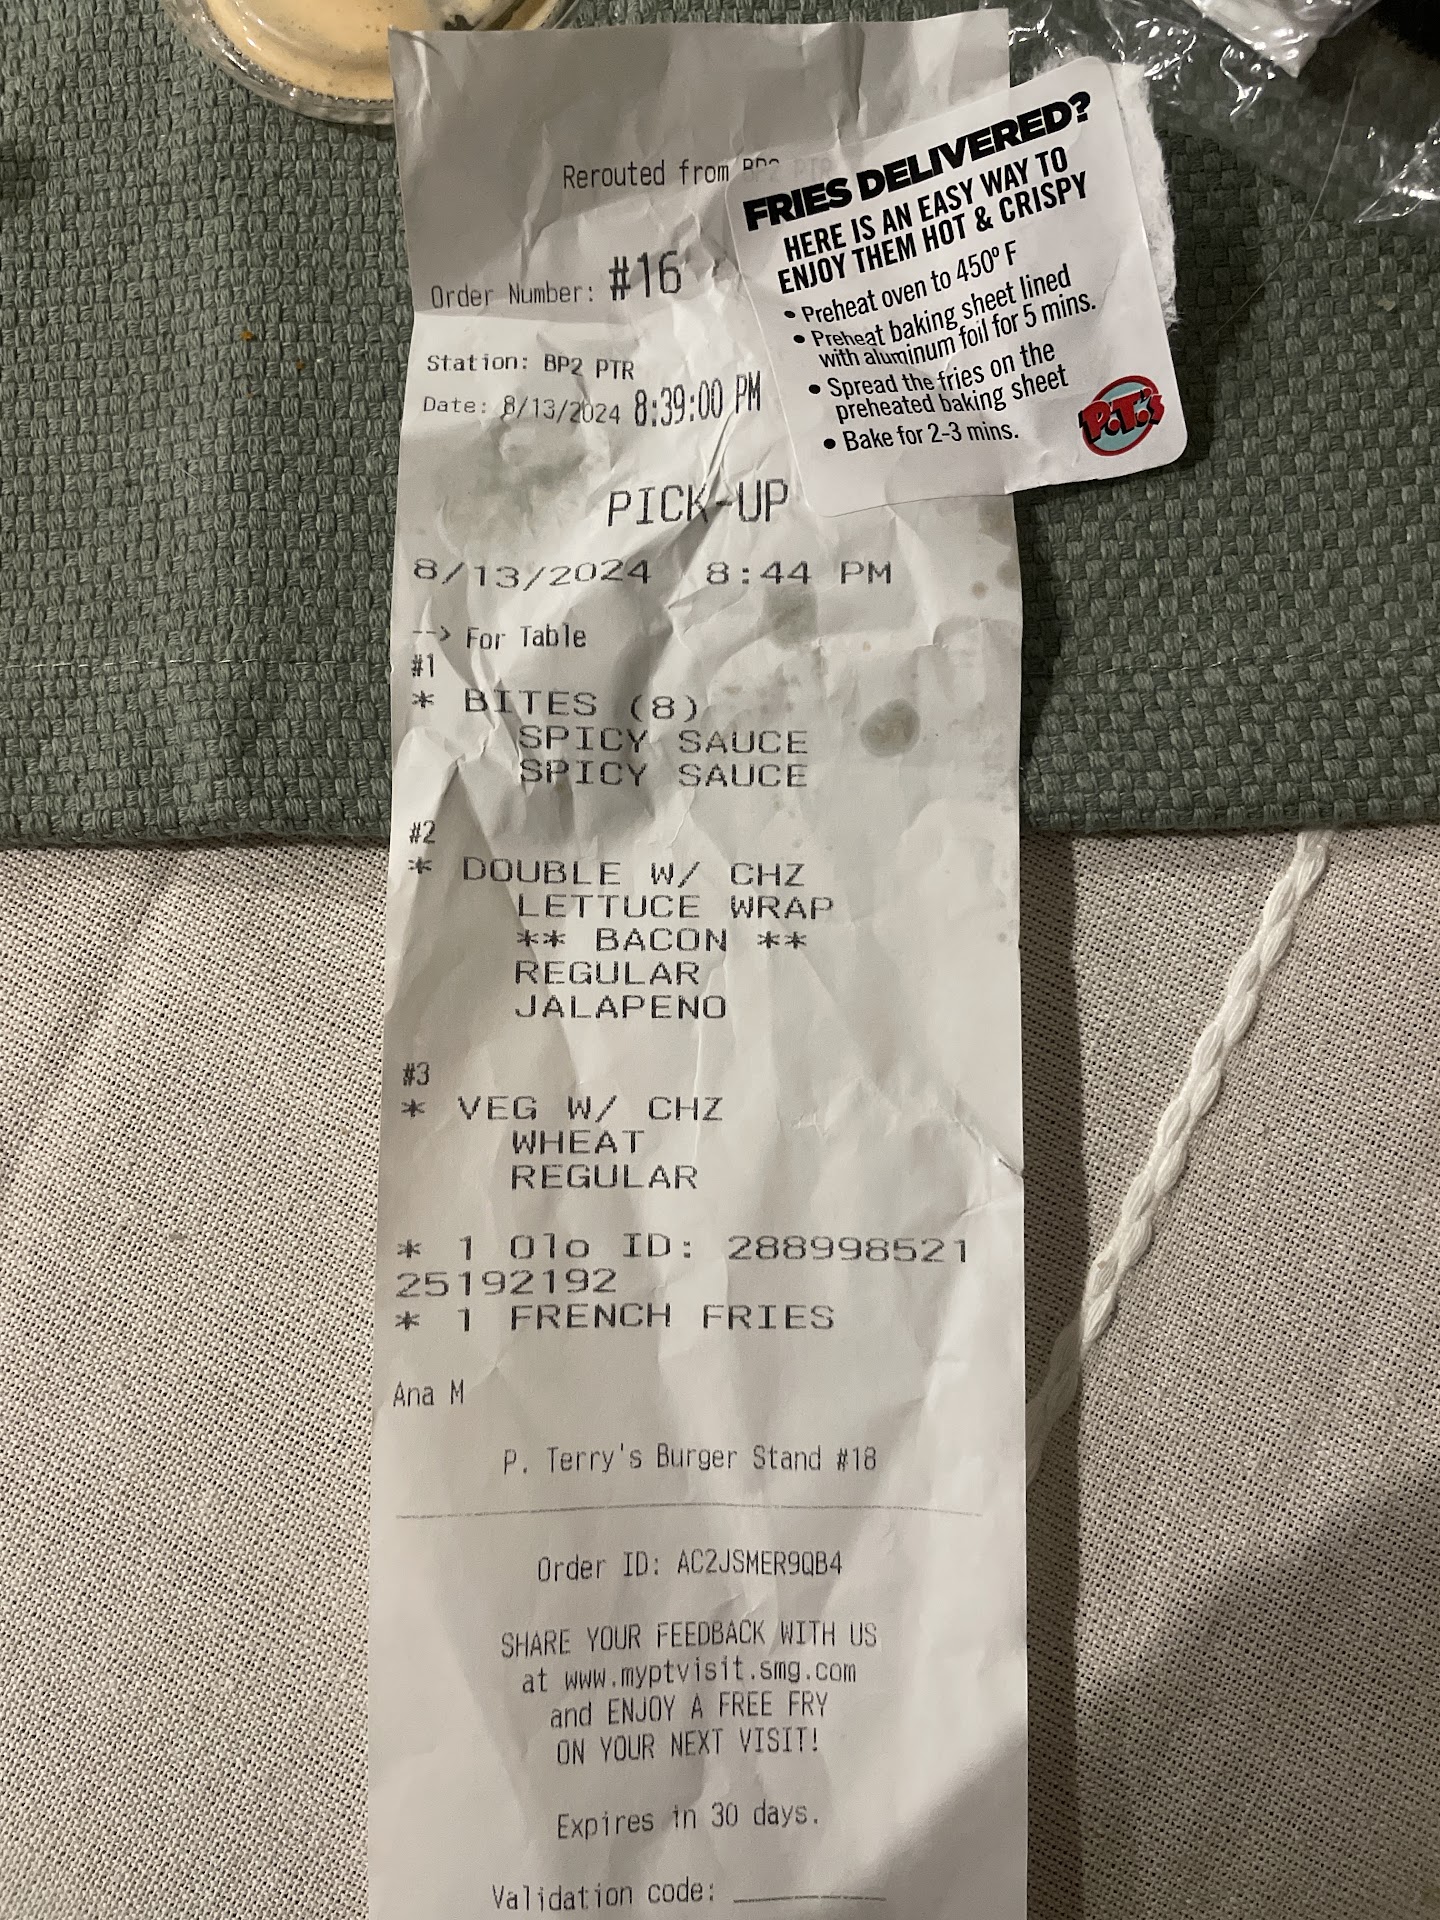 Rerouted from BP2 PTR
Order Number: #16
Station: BP2 PTR
Date: 8/13/2024 8:39:00 PM
FRIES DELIVERED?
HERE IS AN EASY WAY TO
ENJOY THEM HOT & CRISPY
• Preheat oven to 450° F
• Preheat baking sheet lined
with aluminum foil for 5 mins.
• Spread the fries on the
preheated baking sheet
• Bake for 2-3 mins.
P.T.'s
PICK-UP
8/13/2024 8:44 PM
--> For Table
#1
* BITES (8)
SPICY SAUCE
SPICY SAUCE
#2
* DOUBLE W/ CHZ
LETTUCE WRAP
** BACON **
REGULAR
JALAPENO
#3
* VEG W/ CHZ
WHEAT
REGULAR
* 1 Olo ID: 288998521
25192192
* 1 FRENCH FRIES
Ana M
P. Terry's Burger Stand #18
Order ID: AC2JSMER9QB4
SHARE YOUR FEEDBACK WITH US
at www.myptvisit.smg.com
and ENJOY A FREE FRY
ON YOUR NEXT VISIT!
Expires in 30 days.
Validation code: __________